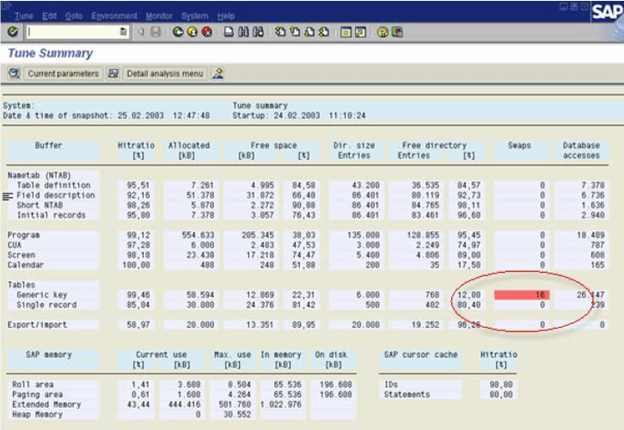 Tune Edit Goto Environment Monitor System Help
SAP
Tune Summary
Current parameters Detail analysis menu
System: Tune summary
Date & time of snapshot: 25.02.2003 12:47:48 Startup: 24.02.2003 11:10:24
Buffer Hitratio Allocated Free space Dir. size Free directory Swaps Database
[%] [kB] [kB] [%] Entries Entries [%] accesses
Nametab (NTAB)
Table definition 95,51 7.261 4.995 84,58 43.200 36.535 84,57 0 7.378
Field description 92,16 51.378 31.872 66,40 86.401 80.119 92,73 0 6.736
Short NTAB 98,26 5.878 2.272 90,88 86.401 84.765 98,11 0 1.636
Initial records 95,80 7.378 3.057 76,43 86.401 83.461 96,60 0 2.940
Program 99,12 554.633 205.345 38,03 135.000 128.855 95,45 0 18.489
CUA 97,28 6.000 2.483 47,53 3.000 2.249 74,97 0 787
Screen 98,18 23.438 17.218 74,47 5.400 4.806 89,00 0 608
Calendar 100,00 488 248 51,88 200 35 17,50 0 165
Tables
Generic key 99,46 58.594 12.869 22,31 6.000 768 12,80 16 26.147
Single record 85,04 30.000 24.376 81,42 500 402 80,40 0 239
Export/import 58,97 20.000 13.351 89,95 20.000 19.252 96,26 0
SAP memory Current use Max. use In memory On disk SAP cursor cache Hitratio
[%] [kB] [kB] [kB] [kB] [%]
Roll area 1,41 3.688 8.504 65.536 196.608 IDs 98,80
Paging area 0,61 1.608 4.264 65.536 196.608 Statements 80,00
Extended Memory 43,44 444.416 501.760 1.022.976
Heap Memory 0 30.552